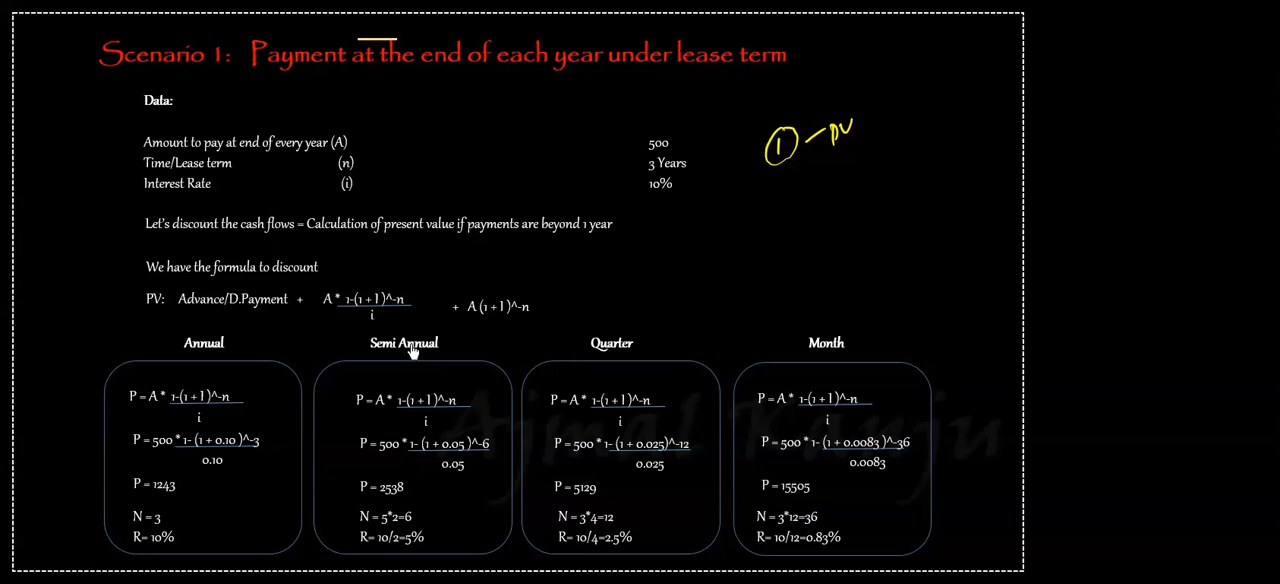 Scenario 1: Payment at the end of each year under lease term
Data:
Amount to pay at end of every year (A) 500
Time/Lease term (n) 3 Years
Interest Rate (i) 10%
① – PV
Let's discount the cash flows = Calculation of present value if payments are beyond 1 year
We have the formula to discount
PV: Advance/D.Payment + A * 1-(1 + 1)^-n + A (1 + 1)^-n
i
Annual
P = A * 1-(1 + 1)^-n
i
P = 500 * 1- (1 + 0.10 )^-3
0.10
P = 1243
N = 3
R= 10%
Semi Annual
P = A * 1-(1 + 1)^-n
i
P = 500 * 1- (1 + 0.05 )^-6
0.05
P = 2538
N = 5*2=6
R= 10/2=5%
Quarter
P = A * 1-(1 + 1)^-n
i
P = 500 * 1- (1 + 0.025)^-12
0.025
P = 5129
N = 3*4=12
R= 10/4=2.5%
Month
P = A * 1-(1 + 1)^-n
i
P = 500 * 1- (1 + 0.0083 )^-36
0.0083
P = 15505
N = 3*12=36
R= 10/12=0.83%
Ajmal Kanju